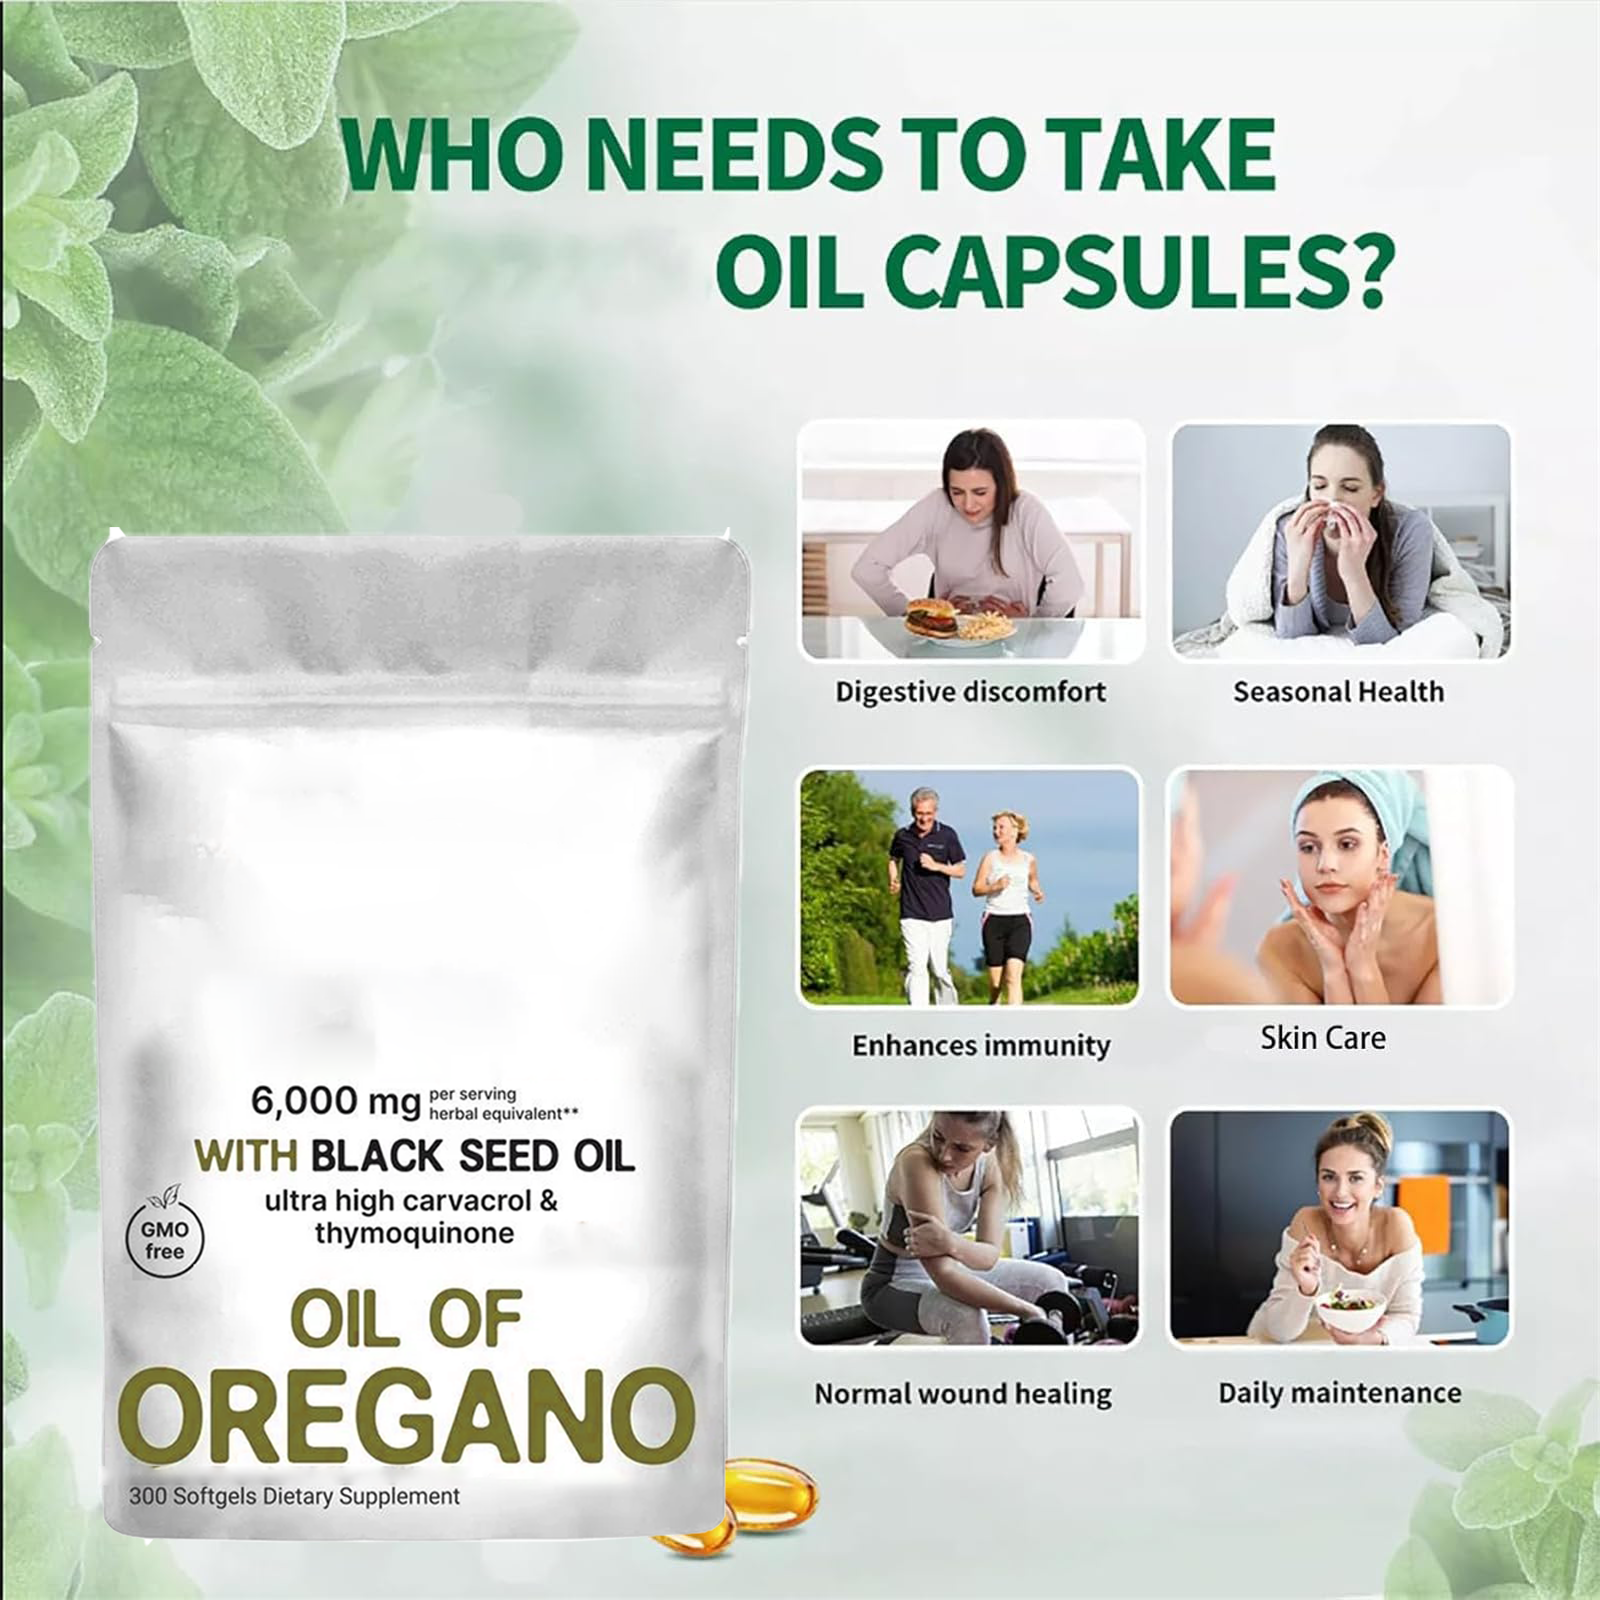 WHO NEEDS TO TAKE
OIL CAPSULES?
Digestive discomfort
Seasonal Health
Enhances immunity
Skin Care
Normal wound healing
Daily maintenance
6,000 mg per serving
herbal equivalent**
WITH BLACK SEED OIL
ultra high carvacrol &
thymoquinone
GMO
free
OIL OF
OREGANO
300 Softgels Dietary Supplement